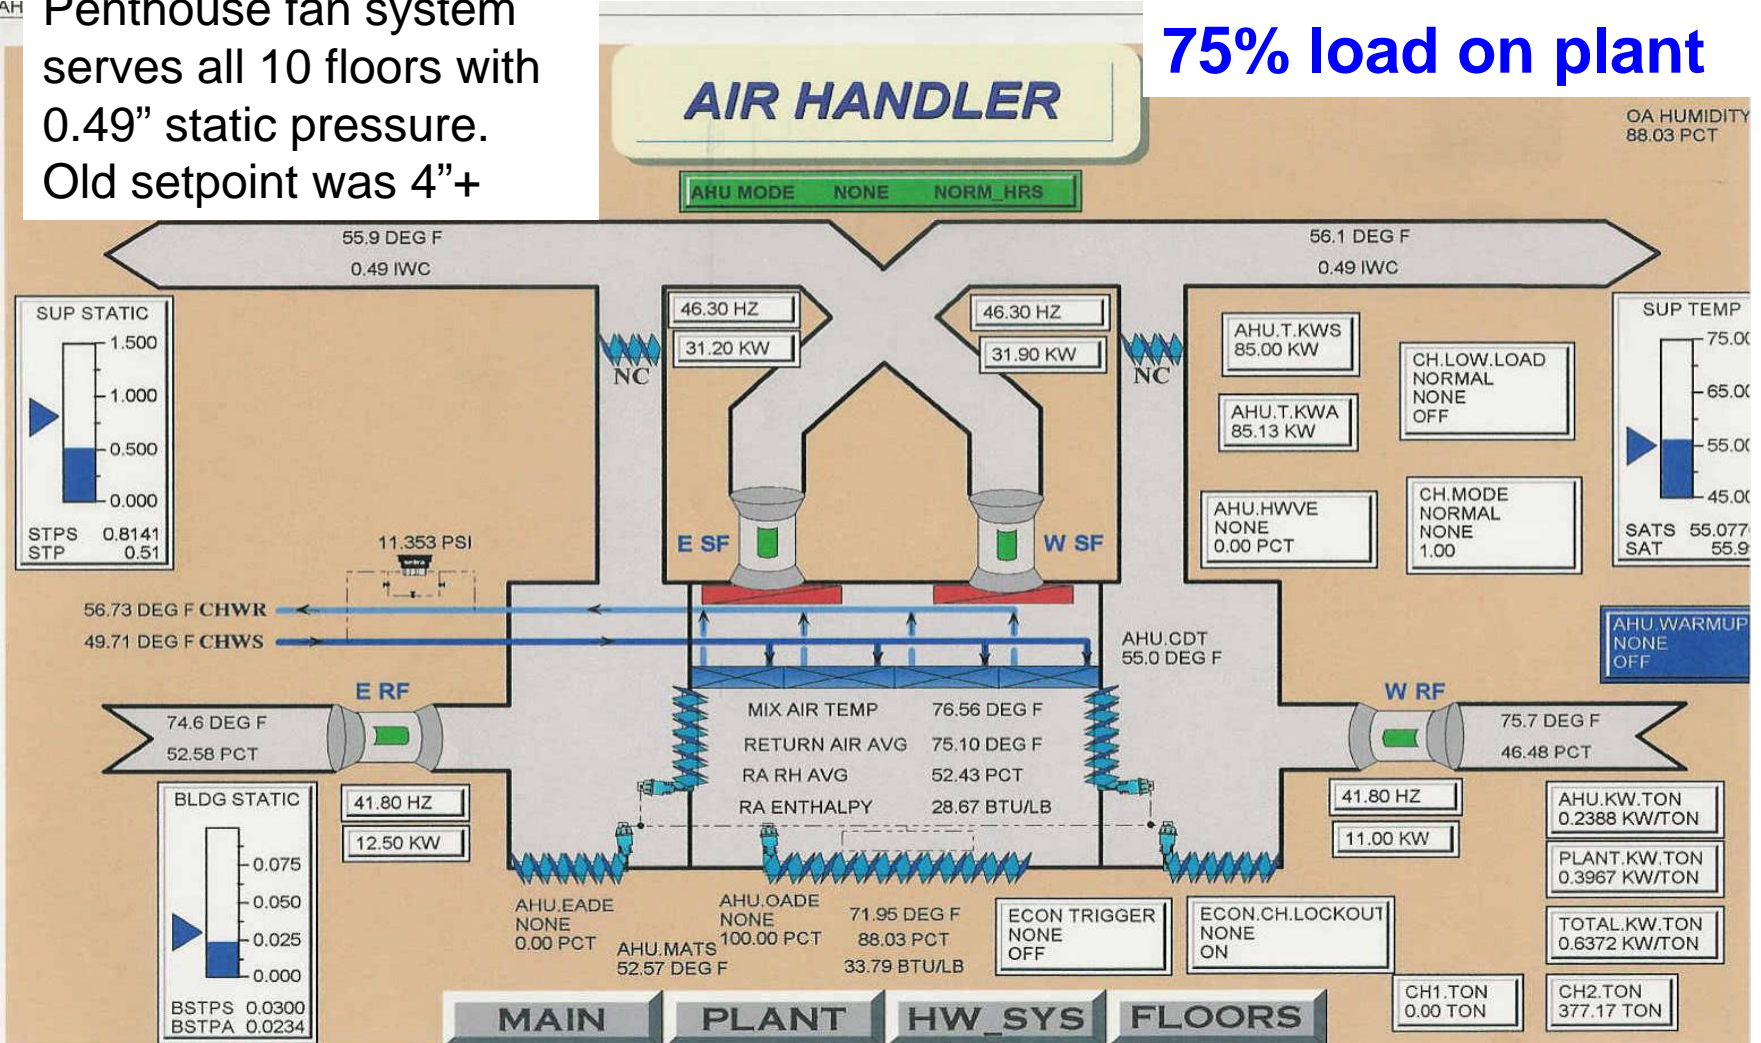 AH
Penthouse fan system
serves all 10 floors with
0.49” static pressure.
Old setpoint was 4”+
75% load on plant
AIR HANDLER
OA HUMIDITY
88.03 PCT
AHU MODE NONE NORM_HRS
55.9 DEG F
0.49 IWC
56.1 DEG F
0.49 IWC
SUP STATIC
1.500
1.000
0.500
0.000
STPS 0.8141
STP 0.51
46.30 HZ
31.20 KW
46.30 HZ
31.90 KW
NC
NC
AHU.T.KWS
85.00 KW
AHU.T.KWA
85.13 KW
CH.LOW.LOAD
NORMAL
NONE
OFF
SUP TEMP
75.00
65.00
55.00
45.00
SATS 55.077
SAT 55.9
AHU.HWVE
NONE
0.00 PCT
CH.MODE
NORMAL
NONE
1.00
11.353 PSI
E SF
W SF
56.73 DEG F CHWR
49.71 DEG F CHWS
AHU.CDT
55.0 DEG F
AHU.WARMUP
NONE
OFF
E RF
74.6 DEG F
52.58 PCT
MIX AIR TEMP 76.56 DEG F
RETURN AIR AVG 75.10 DEG F
RA RH AVG 52.43 PCT
RA ENTHALPY 28.67 BTU/LB
W RF
75.7 DEG F
46.48 PCT
BLDG STATIC
0.075
0.050
0.025
0.000
BSTPS 0.0300
BSTPA 0.0234
41.80 HZ
12.50 KW
41.80 HZ
11.00 KW
AHU.KW.TON
0.2388 KW/TON
PLANT.KW.TON
0.3967 KW/TON
TOTAL.KW.TON
0.6372 KW/TON
AHU.EADE
NONE
0.00 PCT
AHU.MATS
52.57 DEG F
AHU.OADE
NONE
100.00 PCT
71.95 DEG F
88.03 PCT
33.79 BTU/LB
ECON TRIGGER
NONE
OFF
ECON.CH.LOCKOUT
NONE
ON
CH1.TON
0.00 TON
CH2.TON
377.17 TON
MAIN
PLANT
HW_SYS
FLOORS